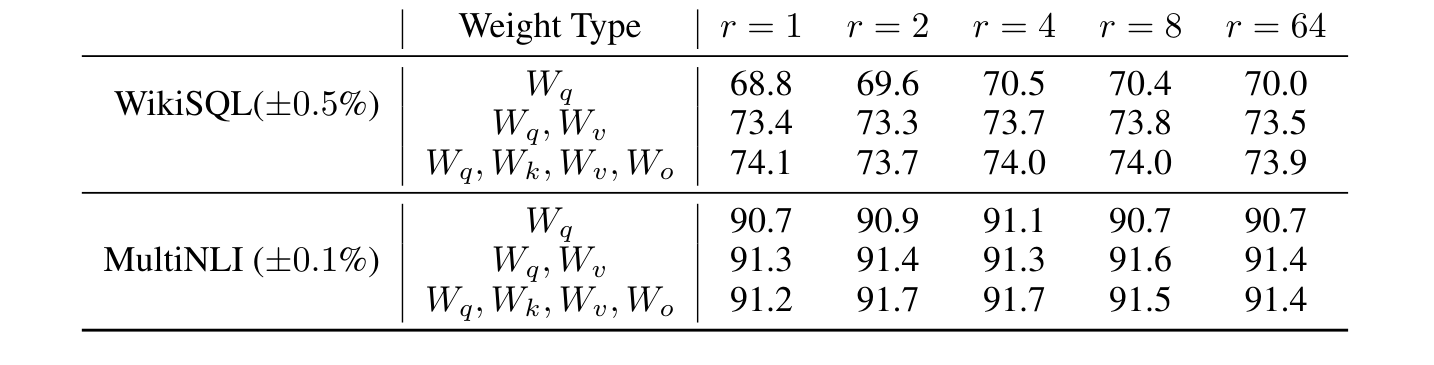 Weight Type r = 1 r = 2 r = 4 r = 8 r = 64
WikiSQL(±0.5%)
W_q 68.8 69.6 70.5 70.4 70.0
W_q, W_v 73.4 73.3 73.7 73.8 73.5
W_q, W_k, W_v, W_o 74.1 73.7 74.0 74.0 73.9
MultiNLI (±0.1%)
W_q 90.7 90.9 91.1 90.7 90.7
W_q, W_v 91.3 91.4 91.3 91.6 91.4
W_q, W_k, W_v, W_o 91.2 91.7 91.7 91.5 91.4